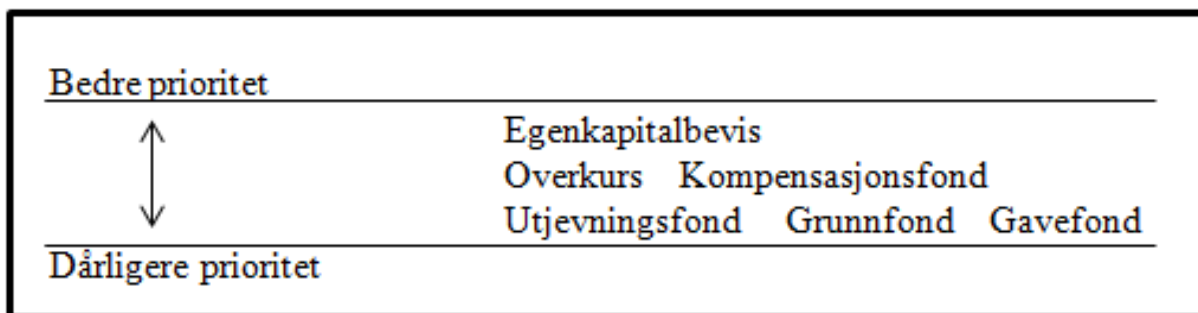 Bedre prioritet
Egenkapitalbevis
Overkurs Kompensasjonsfond
Utjevningsfond Grunnfond Gavefond
Dårligere prioritet